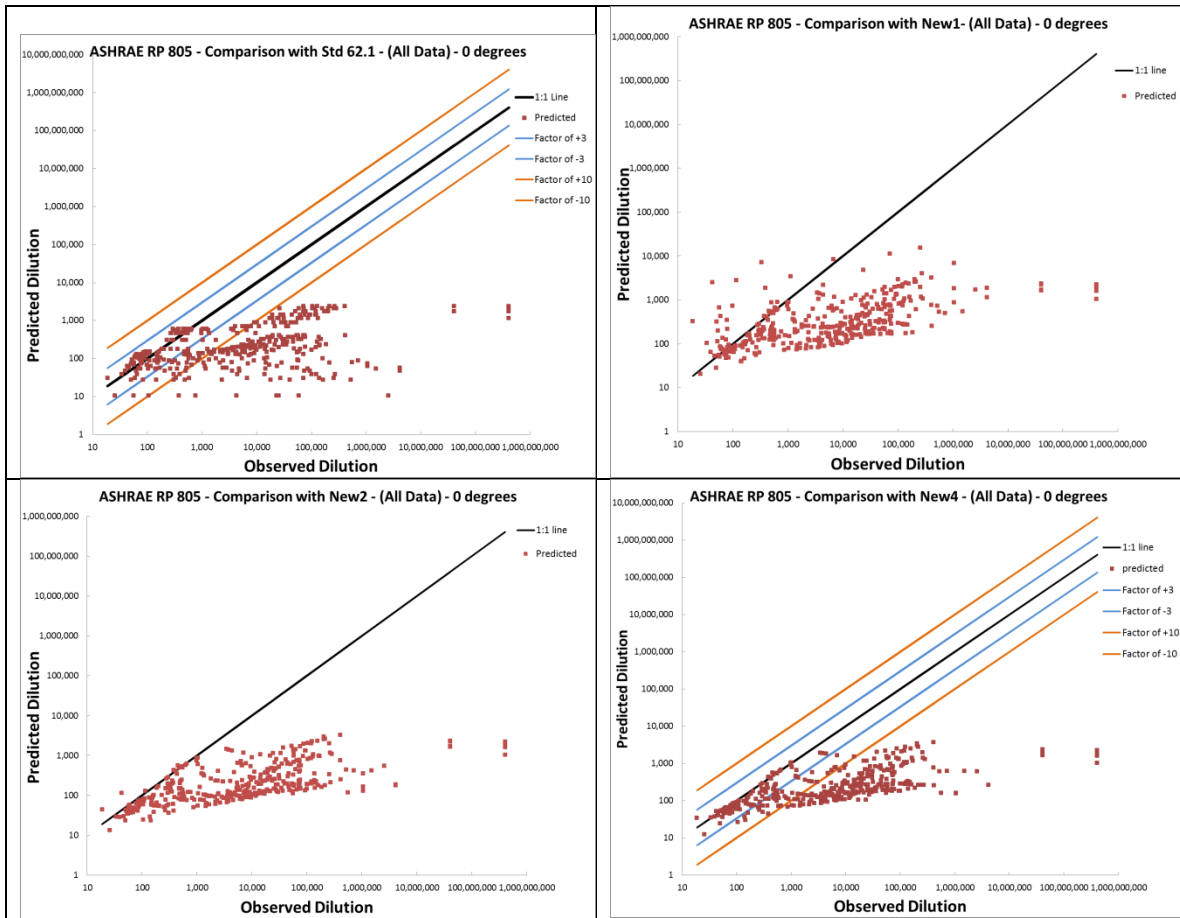 ASHRAE RP 805 - Comparison with Std 62.1 - (All Data) - 0 degrees
10,000,000,000
1,000,000,000
100,000,000
10,000,000
1,000,000
100,000
10,000
1,000
100
10
1
Predicted Dilution
1:1 Line
Predicted
Factor of +3
Factor of -3
Factor of +10
Factor of -10
10 100 1,000 10,000 100,000 1,000,000 10,000,000 100,000,000 1,000,000,000
Observed Dilution
ASHRAE RP 805 - Comparison with New1- (All Data) - 0 degrees
1,000,000,000
100,000,000
10,000,000
1,000,000
100,000
10,000
1,000
100
10
1
Predicted Dilution
1:1 line
Predicted
10 100 1,000 10,000 100,000 1,000,000 10,000,000 100,000,000 1,000,000,000
Observed Dilution
ASHRAE RP 805 - Comparison with New2 - (All Data) - 0 degrees
1,000,000,000
100,000,000
10,000,000
1,000,000
100,000
10,000
1,000
100
10
1
Predicted Dilution
1:1 line
Predicted
10 100 1,000 10,000 100,000 1,000,000 10,000,000 100,000,000 1,000,000,000
Observed Dilution
ASHRAE RP 805 - Comparison with New4 - (All Data) - 0 degrees
10,000,000,000
1,000,000,000
100,000,000
10,000,000
1,000,000
100,000
10,000
1,000
100
10
1
Predicted Dilution
1:1 line
predicted
Factor of +3
Factor of -3
Factor of +10
Factor of -10
10 100 1,000 10,000 100,000 1,000,000 10,000,000 100,000,000 1,000,000,000
Observed Dilution